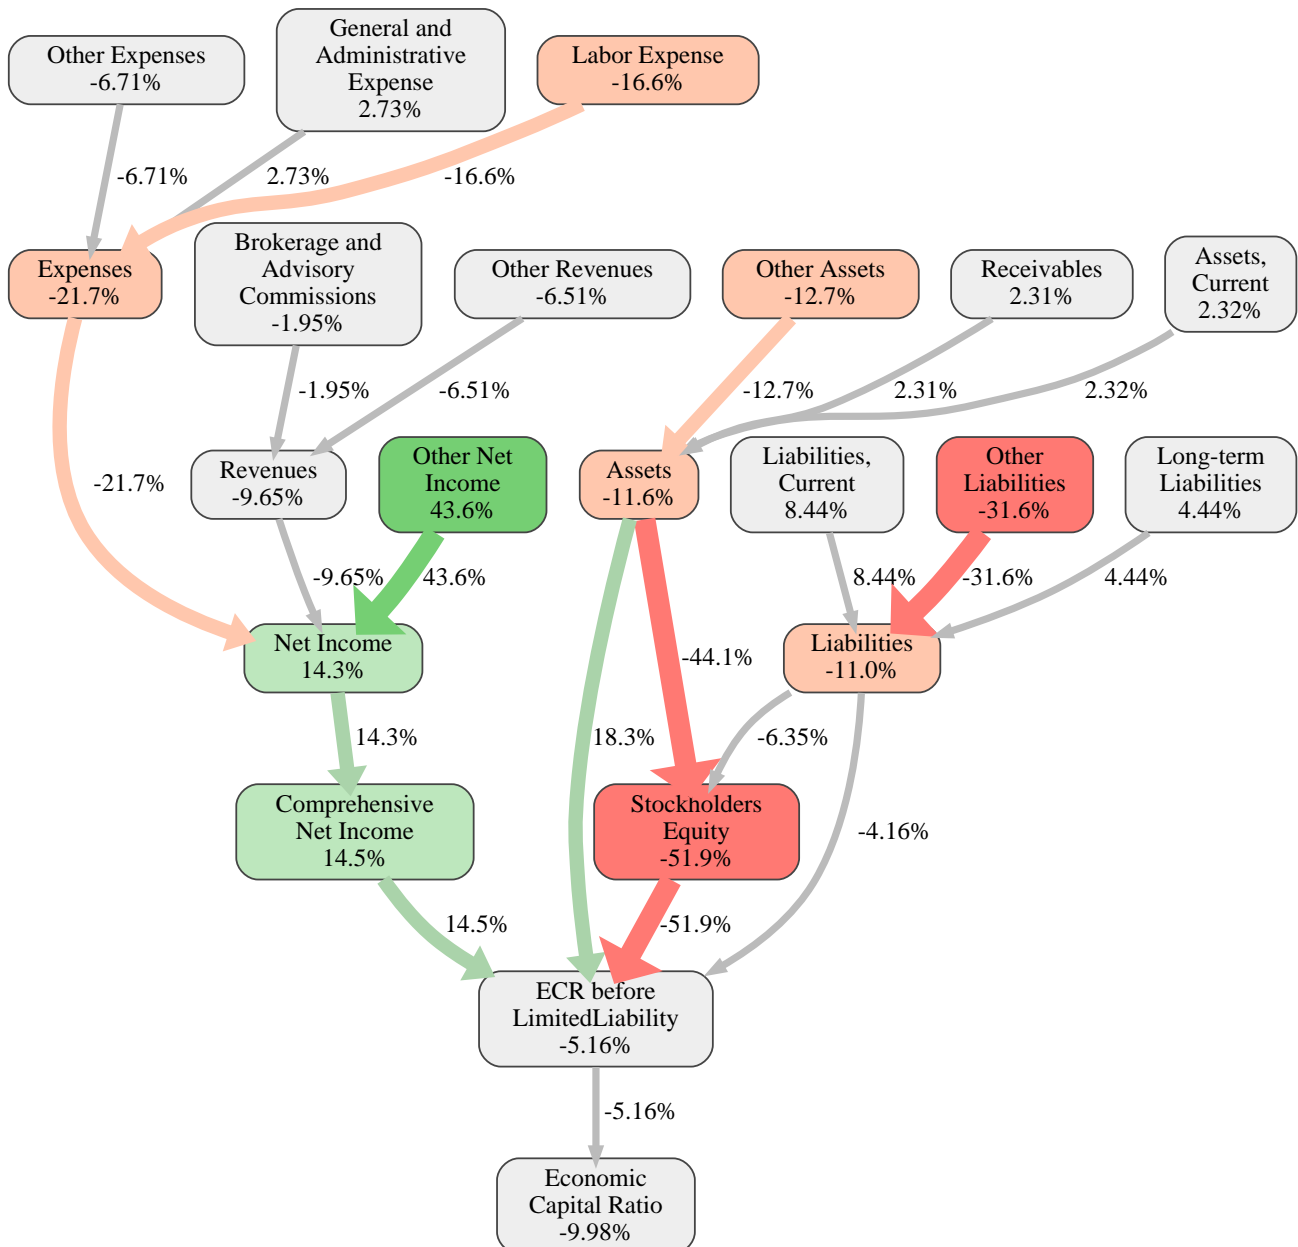 Other Expenses
-6.71%
General and
Administrative
Expense
2.73%
Labor Expense
-16.6%
-6.71%
2.73%
-16.6%
Expenses
-21.7%
Brokerage and
Advisory
Commissions
-1.95%
Other Revenues
-6.51%
Other Assets
-12.7%
Receivables
2.31%
Assets,
Current
2.32%
-1.95%
-6.51%
-12.7%
2.31%
2.32%
-21.7%
Revenues
-9.65%
Other Net
Income
43.6%
Assets
-11.6%
Liabilities,
Current
8.44%
Other
Liabilities
-31.6%
Long-term
Liabilities
4.44%
-9.65%
43.6%
8.44%
-31.6%
4.44%
Net Income
14.3%
-44.1%
Liabilities
-11.0%
14.3%
18.3%
-6.35%
Comprehensive
Net Income
14.5%
Stockholders
Equity
-51.9%
-4.16%
14.5%
-51.9%
ECR before
LimitedLiability
-5.16%
-5.16%
Economic
Capital Ratio
-9.98%